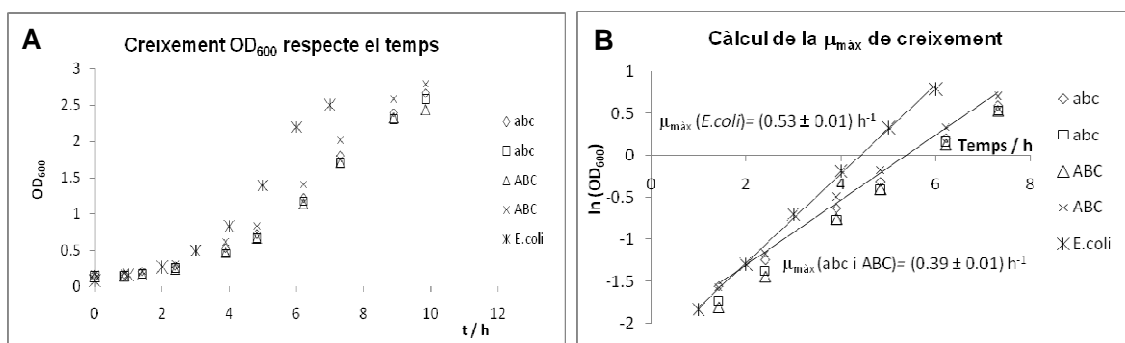 A
Creixement OD600 respecte el temps
3
2.5
2
1.5
1
0.5
0
OD600
0 2 4 6 8 10 12
t / h
abc
abc
ABC
ABC
E.coli
B
Càlcul de la µmàx de creixement
1
0.5
0
-0.5
-1
-1.5
-2
ln (OD600)
µmàx (E.coli)= (0.53 ± 0.01) h-1
Temps / h
0 2 4 6 8
µmàx (abc i ABC)= (0.39 ± 0.01) h-1
abc
abc
ABC
ABC
E.coli